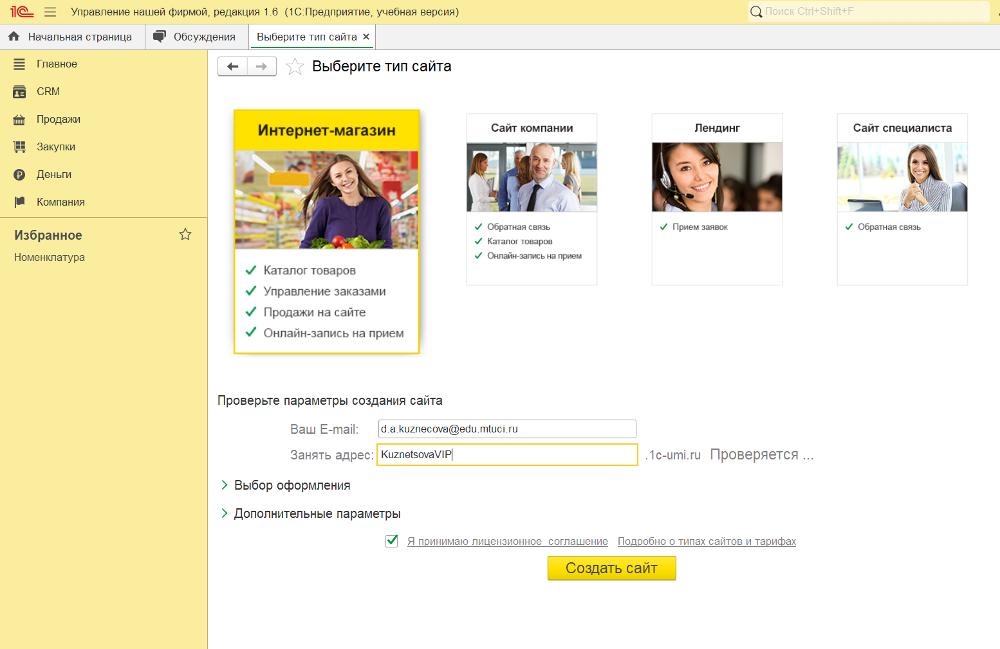 1С Управление нашей фирмой, редакция 1.6 (1С:Предприятие, учебная версия)
Поиск Ctrl+Shift+F
Начальная страница
Обсуждения
Выберите тип сайта ×
Главное
CRM
Продажи
Закупки
Деньги
Компания
Избранное
Номенклатура
Выберите тип сайта
Интернет-магазин
Каталог товаров
Управление заказами
Продажи на сайте
Онлайн-запись на прием
Сайт компании
Обратная связь
Каталог товаров
Онлайн-запись на прием
Лендинг
Прием заявок
Сайт специалиста
Обратная связь
Проверьте параметры создания сайта
Ваш E-mail: d.a.kuznecova@edu.mtuci.ru
Занять адрес: KuznetsovaVIP .1c-umi.ru Проверяется ...
Выбор оформления
Дополнительные параметры
Я принимаю лицензионное соглашение Подробно о типах сайтов и тарифах
Создать сайт